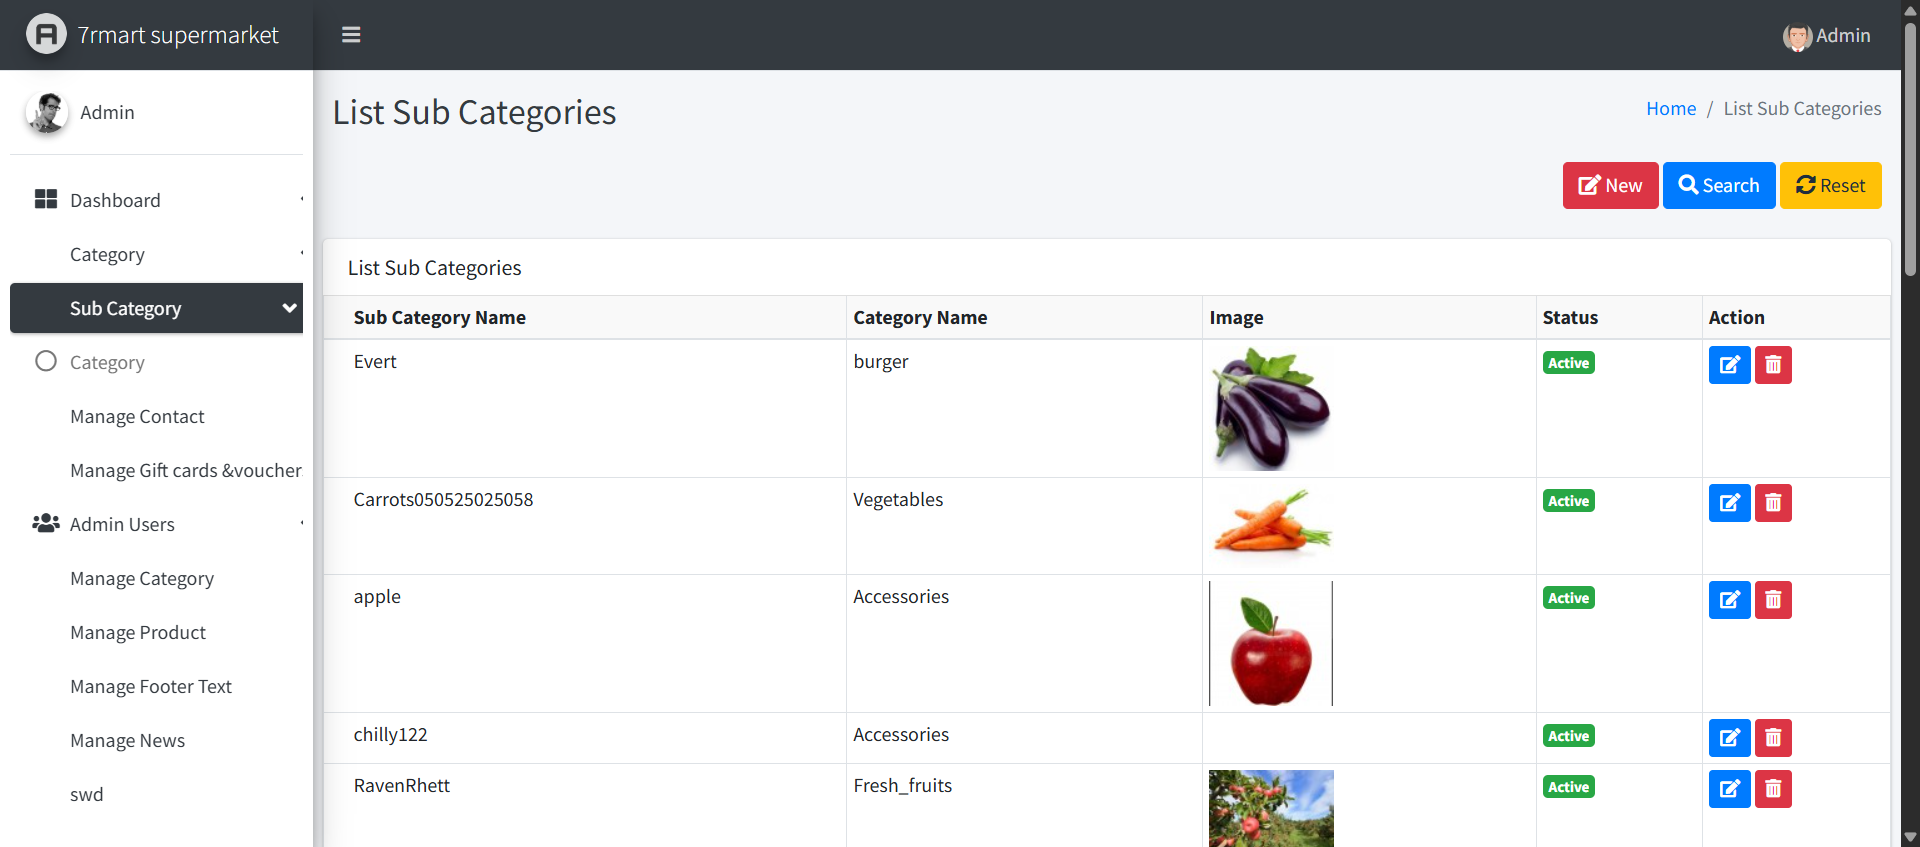 7rmart supermarket
Admin
Admin
List Sub Categories
Home / List Sub Categories
New Search Reset
Dashboard
Category
Sub Category
Category
Manage Contact
Manage Gift cards &voucher
Admin Users
Manage Category
Manage Product
Manage Footer Text
Manage News
swd
List Sub Categories
Sub Category Name Category Name Image Status Action
Evert burger Active
Carrots050525025058 Vegetables Active
apple Accessories Active
chilly122 Accessories Active
RavenRhett Fresh_fruits Active